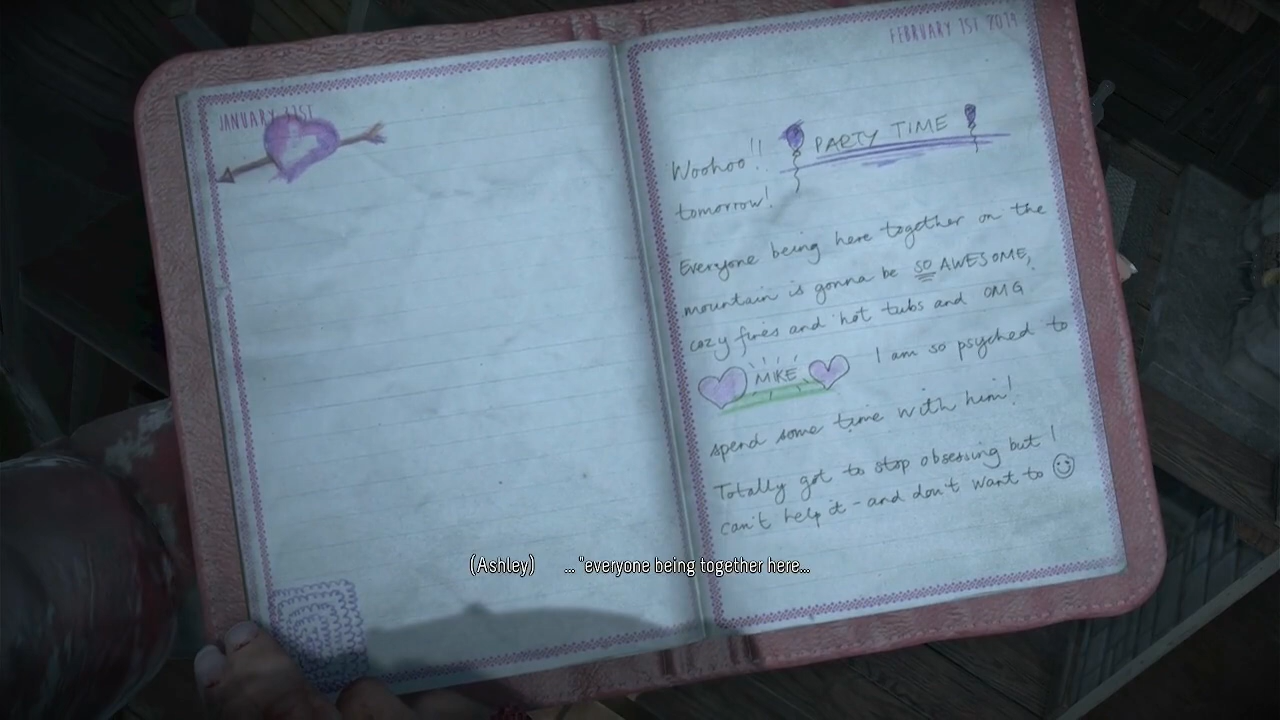 JANUARY 31ST
FEBRUARY 1ST 2014
Woohoo!! PARTY TIME
tomorrow!
Everyone being here together on the
mountain is gonna be SO AWESOME,
cozy fires and hot tubs and OMG
MIKE I am so psyched to
spend some time with him!
Totally got to stop obsessing but I
can't help it - and don't want to ☺
(Ashley) ... "everyone being together here...